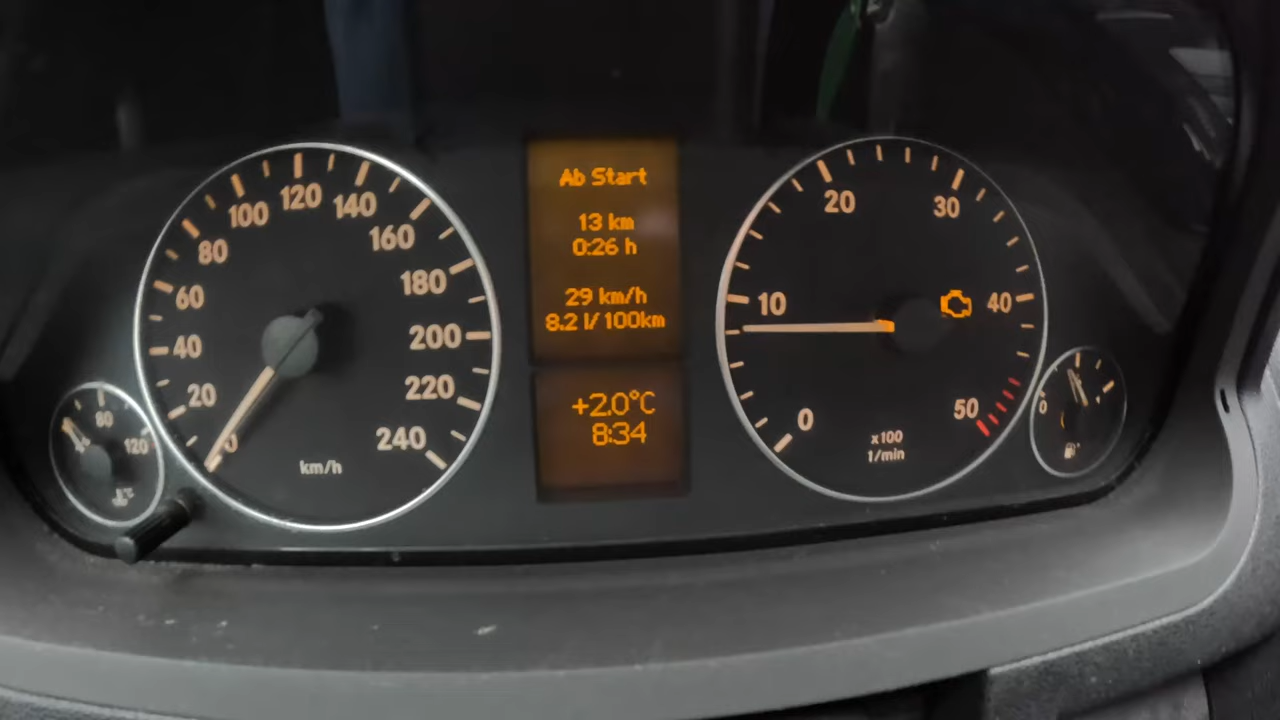 80
120
0
20
40
60
80
100
120
140
160
180
200
220
240
km/h
Ab Start
13 km
0:26 h
29 km/h
8.2 l/100km
+2.0°C
8:34
0
10
20
30
40
50
x100
1/min
0